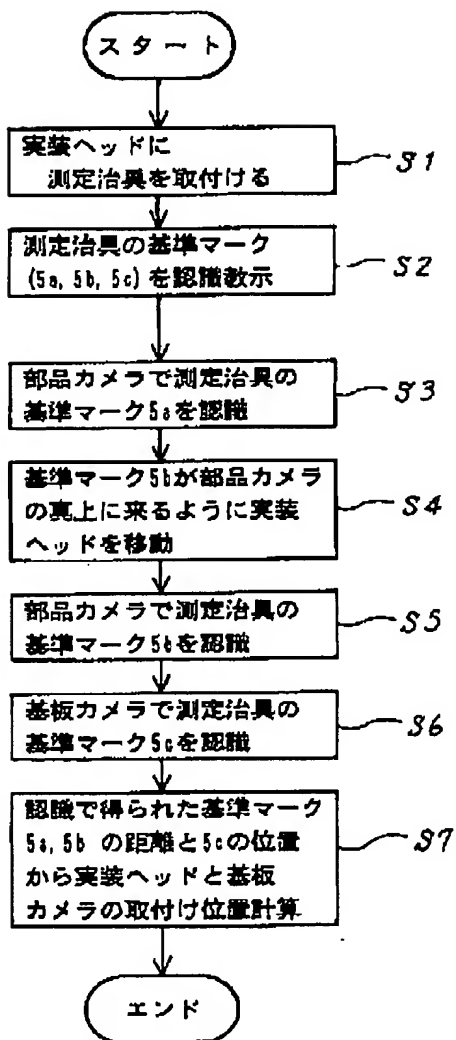 スタート
実装ヘッドに
測定治具を取付ける
S1
測定治具の基準マーク
(5a, 5b, 5c)を認識教示
S2
部品カメラで測定治具の
基準マーク5aを認識
S3
基準マーク5bが部品カメラ
の真上に来るように実装
ヘッドを移動
S4
部品カメラで測定治具の
基準マーク5bを認識
S5
基板カメラで測定治具の
基準マーク5cを認識
S6
認識で得られた基準マーク
5a, 5b の距離と5cの位置
から実装ヘッドと基板
カメラの取付け位置計算
S7
エンド